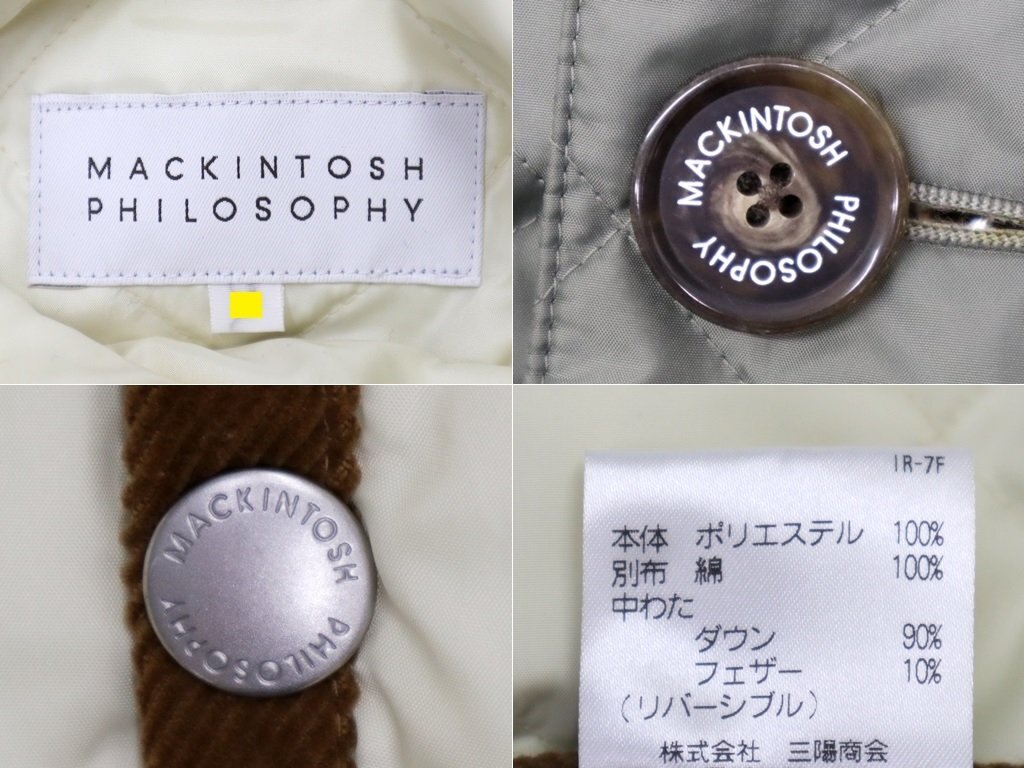 MACKINTOSH
PHILOSOPHY
MACKINTOSH PHILOSOPHY
MACKINTOSH
PHILOSOPHY
IR-7F
本体 ポリエステル 100%
別布 綿 100%
中わた
ダウン 90%
フェザー 10%
(リバーシブル)
株式会社 三陽商会